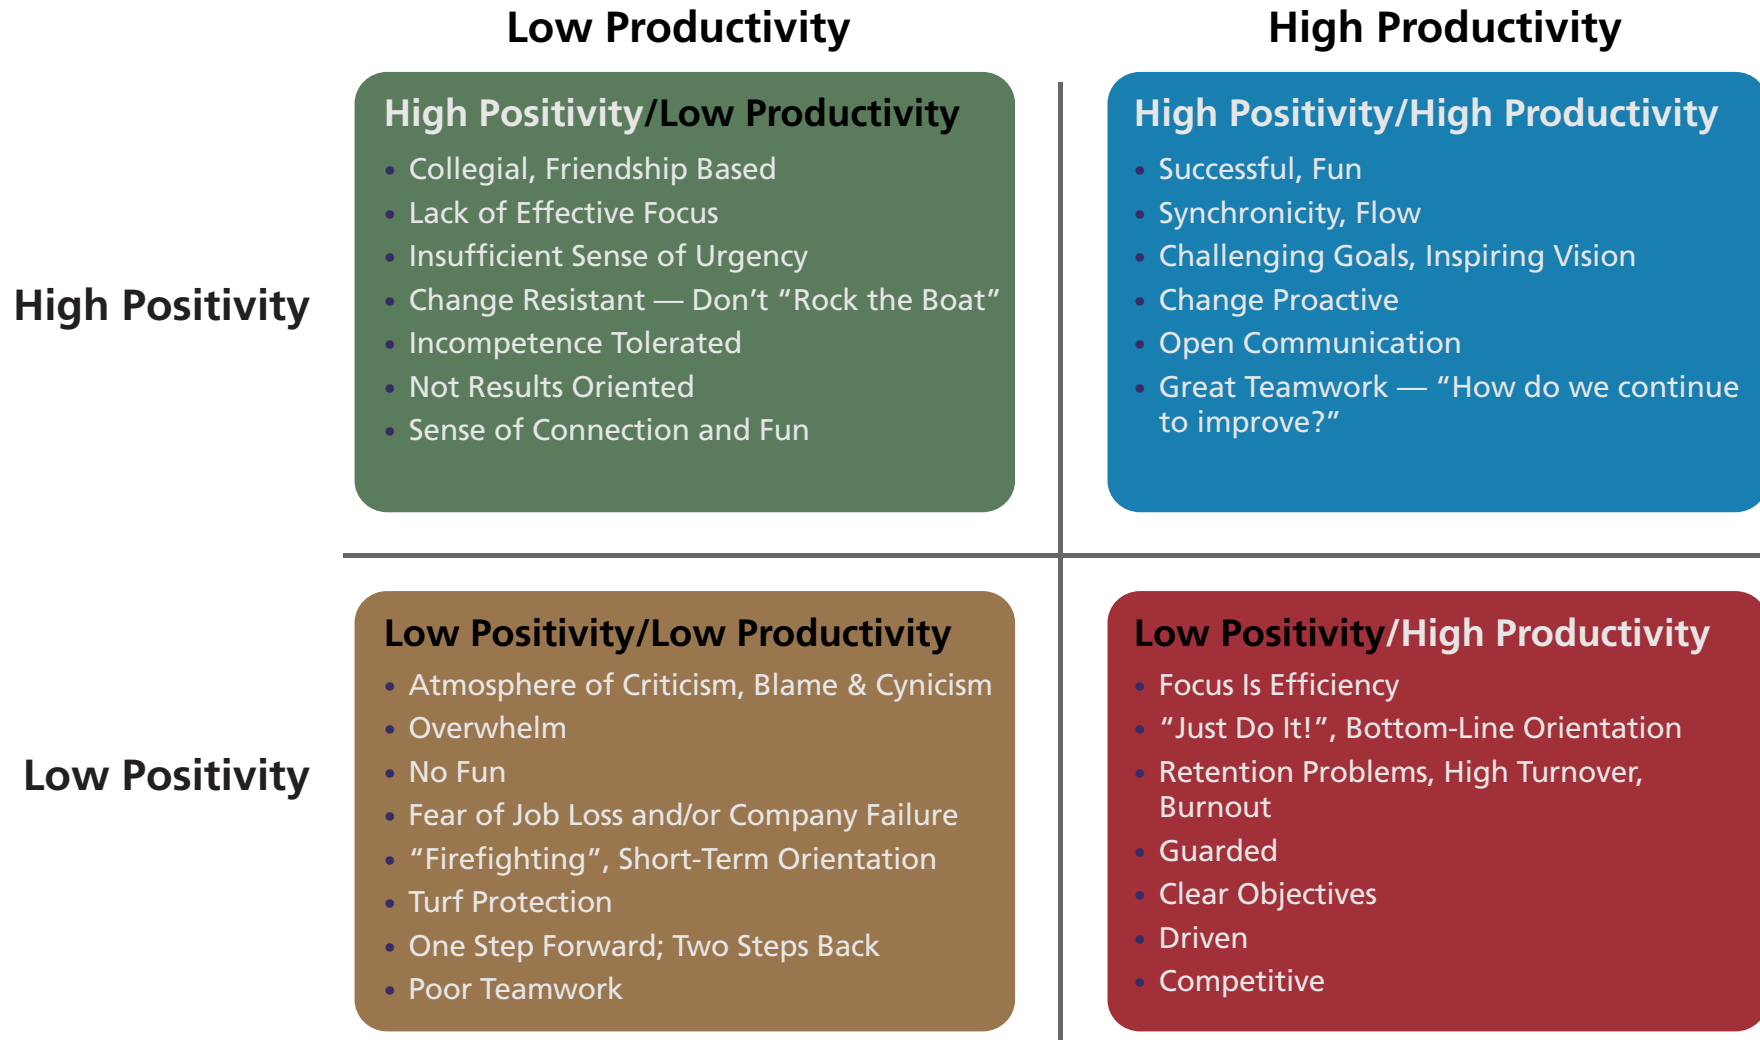 Low Productivity
High Productivity
High Positivity
High Positivity/Low Productivity
• Collegial, Friendship Based
• Lack of Effective Focus
• Insufficient Sense of Urgency
• Change Resistant — Don’t “Rock the Boat”
• Incompetence Tolerated
• Not Results Oriented
• Sense of Connection and Fun
High Positivity/High Productivity
• Successful, Fun
• Synchronicity, Flow
• Challenging Goals, Inspiring Vision
• Change Proactive
• Open Communication
• Great Teamwork — “How do we continue
to improve?”
Low Positivity
Low Positivity/Low Productivity
• Atmosphere of Criticism, Blame & Cynicism
• Overwhelm
• No Fun
• Fear of Job Loss and/or Company Failure
• “Firefighting”, Short-Term Orientation
• Turf Protection
• One Step Forward; Two Steps Back
• Poor Teamwork
Low Positivity/High Productivity
• Focus Is Efficiency
• “Just Do It!”, Bottom-Line Orientation
• Retention Problems, High Turnover,
Burnout
• Guarded
• Clear Objectives
• Driven
• Competitive